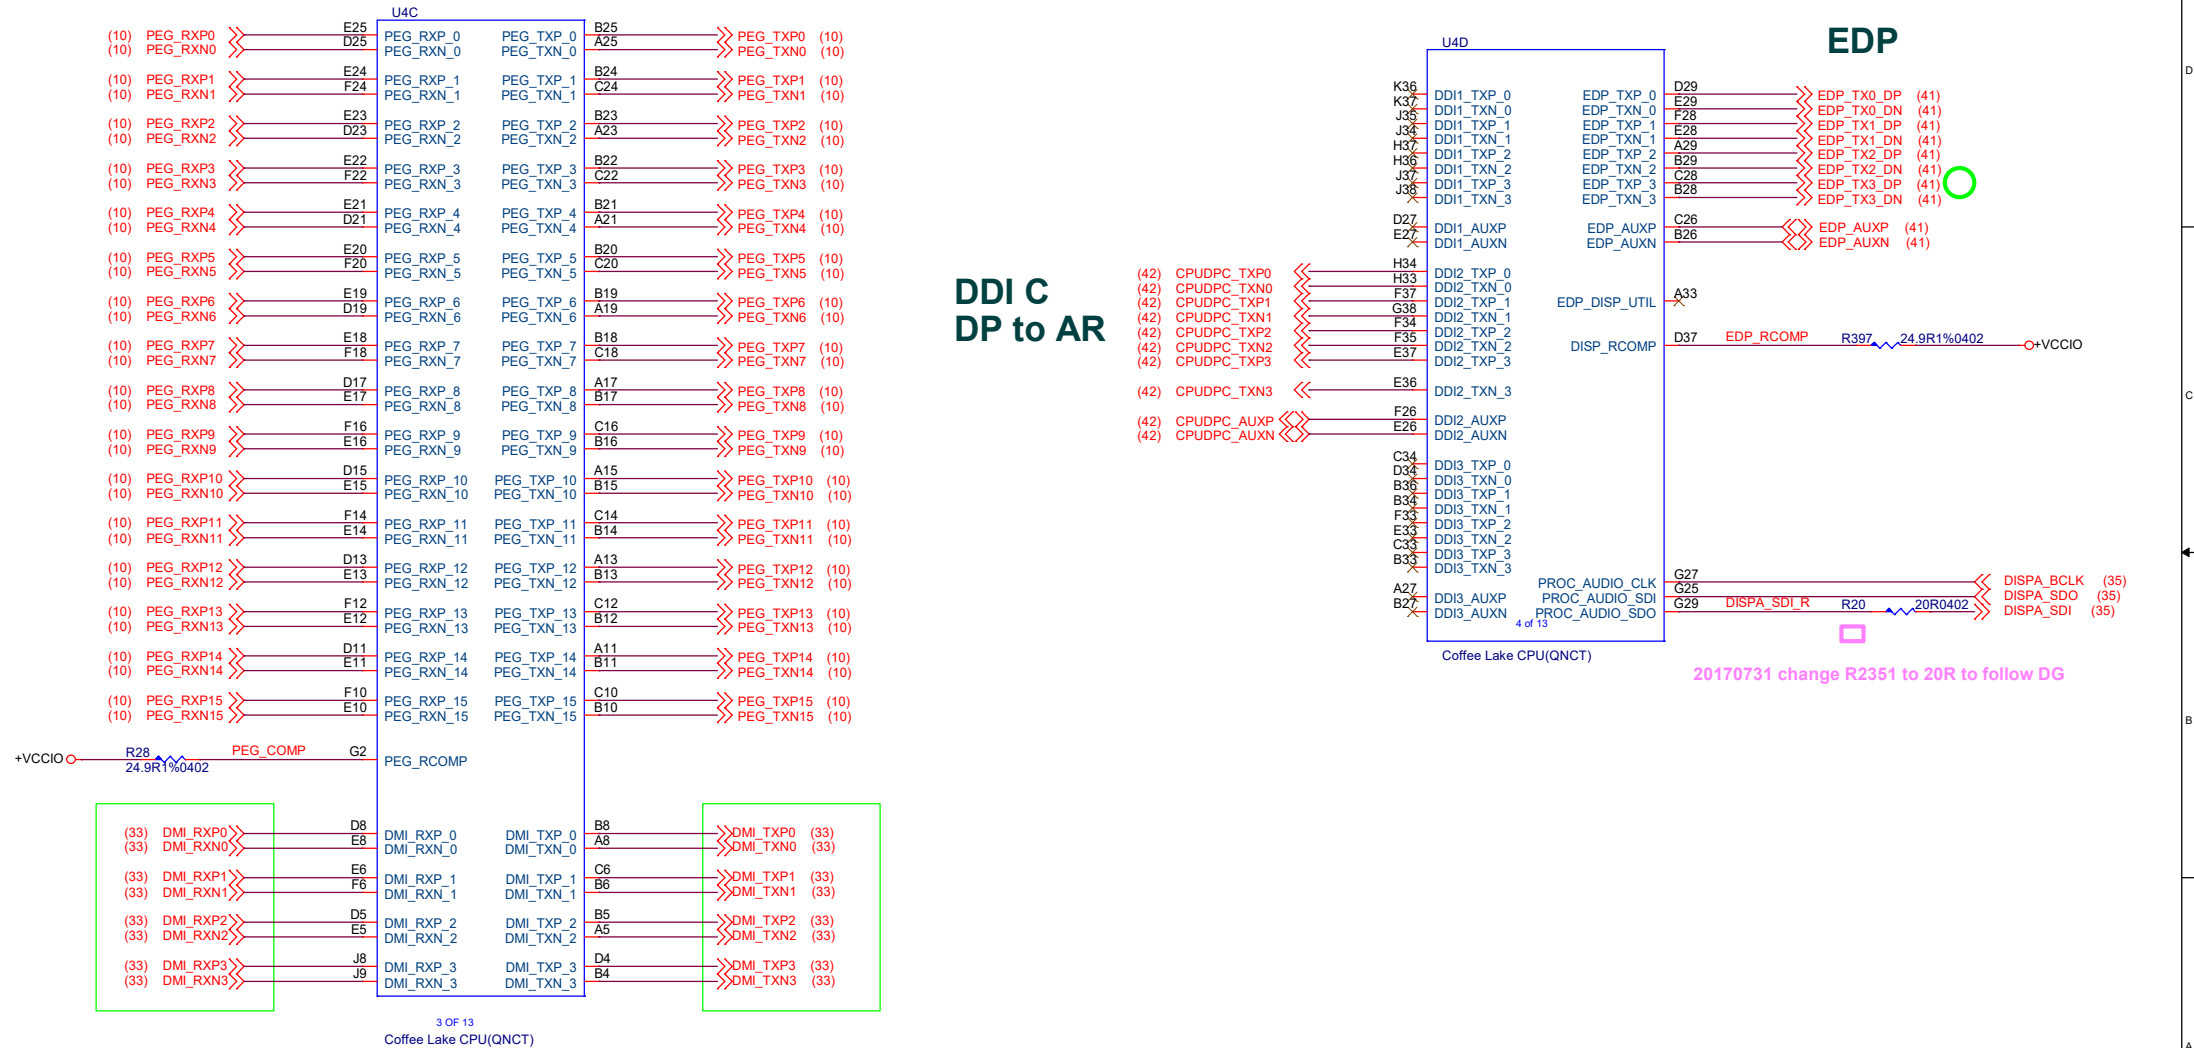 U4C
(10) PEG_RXP0 E25 PEG_RXP_0 PEG_TXP_0 B25 PEG_TXP0 (10)
(10) PEG_RXN0 D25 PEG_RXN_0 PEG_TXN_0 A25 PEG_TXN0 (10)
(10) PEG_RXP1 E24 PEG_RXP_1 PEG_TXP_1 B24 PEG_TXP1 (10)
(10) PEG_RXN1 F24 PEG_RXN_1 PEG_TXN_1 C24 PEG_TXN1 (10)
(10) PEG_RXP2 E23 PEG_RXP_2 PEG_TXP_2 B23 PEG_TXP2 (10)
(10) PEG_RXN2 D23 PEG_RXN_2 PEG_TXN_2 A23 PEG_TXN2 (10)
(10) PEG_RXP3 E22 PEG_RXP_3 PEG_TXP_3 B22 PEG_TXP3 (10)
(10) PEG_RXN3 F22 PEG_RXN_3 PEG_TXN_3 C22 PEG_TXN3 (10)
(10) PEG_RXP4 E21 PEG_RXP_4 PEG_TXP_4 B21 PEG_TXP4 (10)
(10) PEG_RXN4 D21 PEG_RXN_4 PEG_TXN_4 A21 PEG_TXN4 (10)
(10) PEG_RXP5 E20 PEG_RXP_5 PEG_TXP_5 B20 PEG_TXP5 (10)
(10) PEG_RXN5 F20 PEG_RXN_5 PEG_TXN_5 C20 PEG_TXN5 (10)
(10) PEG_RXP6 E19 PEG_RXP_6 PEG_TXP_6 B19 PEG_TXP6 (10)
(10) PEG_RXN6 D19 PEG_RXN_6 PEG_TXN_6 A19 PEG_TXN6 (10)
(10) PEG_RXP7 E18 PEG_RXP_7 PEG_TXP_7 B18 PEG_TXP7 (10)
(10) PEG_RXN7 F18 PEG_RXN_7 PEG_TXN_7 C18 PEG_TXN7 (10)
(10) PEG_RXP8 D17 PEG_RXP_8 PEG_TXP_8 A17 PEG_TXP8 (10)
(10) PEG_RXN8 E17 PEG_RXN_8 PEG_TXN_8 B17 PEG_TXN8 (10)
(10) PEG_RXP9 F16 PEG_RXP_9 PEG_TXP_9 C16 PEG_TXP9 (10)
(10) PEG_RXN9 E16 PEG_RXN_9 PEG_TXN_9 B16 PEG_TXN9 (10)
(10) PEG_RXP10 D15 PEG_RXP_10 PEG_TXP_10 A15 PEG_TXP10 (10)
(10) PEG_RXN10 E15 PEG_RXN_10 PEG_TXN_10 B15 PEG_TXN10 (10)
(10) PEG_RXP11 F14 PEG_RXP_11 PEG_TXP_11 C14 PEG_TXP11 (10)
(10) PEG_RXN11 E14 PEG_RXN_11 PEG_TXN_11 B14 PEG_TXN11 (10)
(10) PEG_RXP12 D13 PEG_RXP_12 PEG_TXP_12 A13 PEG_TXP12 (10)
(10) PEG_RXN12 E13 PEG_RXN_12 PEG_TXN_12 B13 PEG_TXN12 (10)
(10) PEG_RXP13 F12 PEG_RXP_13 PEG_TXP_13 C12 PEG_TXP13 (10)
(10) PEG_RXN13 E12 PEG_RXN_13 PEG_TXN_13 B12 PEG_TXN13 (10)
(10) PEG_RXP14 D11 PEG_RXP_14 PEG_TXP_14 A11 PEG_TXP14 (10)
(10) PEG_RXN14 E11 PEG_RXN_14 PEG_TXN_14 B11 PEG_TXN14 (10)
(10) PEG_RXP15 F10 PEG_RXP_15 PEG_TXP_15 C10 PEG_TXP15 (10)
(10) PEG_RXN15 E10 PEG_RXN_15 PEG_TXN_15 B10 PEG_TXN15 (10)
+VCCIO R28 PEG_COMP G2 PEG_RCOMP
24.9R1%0402
(33) DMI_RXP0 D8 DMI_RXP_0 DMI_TXP_0 B8 DMI_TXP0 (33)
(33) DMI_RXN0 E8 DMI_RXN_0 DMI_TXN_0 A8 DMI_TXN0 (33)
(33) DMI_RXP1 E6 DMI_RXP_1 DMI_TXP_1 C6 DMI_TXP1 (33)
(33) DMI_RXN1 F6 DMI_RXN_1 DMI_TXN_1 B6 DMI_TXN1 (33)
(33) DMI_RXP2 D5 DMI_RXP_2 DMI_TXP_2 B5 DMI_TXP2 (33)
(33) DMI_RXN2 E5 DMI_RXN_2 DMI_TXN_2 A5 DMI_TXN2 (33)
(33) DMI_RXP3 J8 DMI_RXP_3 DMI_TXP_3 D4 DMI_TXP3 (33)
(33) DMI_RXN3 J9 DMI_RXN_3 DMI_TXN_3 B4 DMI_TXN3 (33)
3 OF 13
Coffee Lake CPU(QNCT)
EDP
U4D
K36 DDI1_TXP_0 EDP_TXP_0 D29 EDP_TX0_DP (41)
K37 DDI1_TXN_0 EDP_TXN_0 E29 EDP_TX0_DN (41)
J35 DDI1_TXP_1 EDP_TXP_1 F28 EDP_TX1_DP (41)
J34 DDI1_TXN_1 EDP_TXN_1 E28 EDP_TX1_DN (41)
H37 DDI1_TXP_2 EDP_TXP_2 A29 EDP_TX2_DP (41)
H36 DDI1_TXN_2 EDP_TXN_2 B29 EDP_TX2_DN (41)
J37 DDI1_TXP_3 EDP_TXP_3 C28 EDP_TX3_DP (41)
J38 DDI1_TXN_3 EDP_TXN_3 B28 EDP_TX3_DN (41)
D27 DDI1_AUXP EDP_AUXP C26 EDP_AUXP (41)
E27 DDI1_AUXN EDP_AUXN B26 EDP_AUXN (41)
DDI C
DP to AR
(42) CPUDPC_TXP0 H34 DDI2_TXP_0
(42) CPUDPC_TXN0 H33 DDI2_TXN_0
(42) CPUDPC_TXP1 F37 DDI2_TXP_1 EDP_DISP_UTIL A33
(42) CPUDPC_TXN1 G38 DDI2_TXN_1
(42) CPUDPC_TXP2 F34 DDI2_TXP_2
(42) CPUDPC_TXN2 F35 DDI2_TXN_2 DISP_RCOMP D37 EDP_RCOMP R397 24.9R1%0402 +VCCIO
(42) CPUDPC_TXP3 E37 DDI2_TXP_3
(42) CPUDPC_TXN3 E36 DDI2_TXN_3
(42) CPUDPC_AUXP F26 DDI2_AUXP
(42) CPUDPC_AUXN E26 DDI2_AUXN
C34 DDI3_TXP_0
D34 DDI3_TXN_0
B36 DDI3_TXP_1
B34 DDI3_TXN_1
F33 DDI3_TXP_2
E33 DDI3_TXN_2
C33 DDI3_TXP_3
B33 DDI3_TXN_3
PROC_AUDIO_CLK G27 DISPA_BCLK (35)
A27 DDI3_AUXP PROC_AUDIO_SDI G25 DISPA_SDO (35)
B27 DDI3_AUXN PROC_AUDIO_SDO G29 DISPA_SDI_R R20 20R0402 DISPA_SDI (35)
4 of 13
Coffee Lake CPU(QNCT)
20170731 change R2351 to 20R to follow DG
D
C
B
A